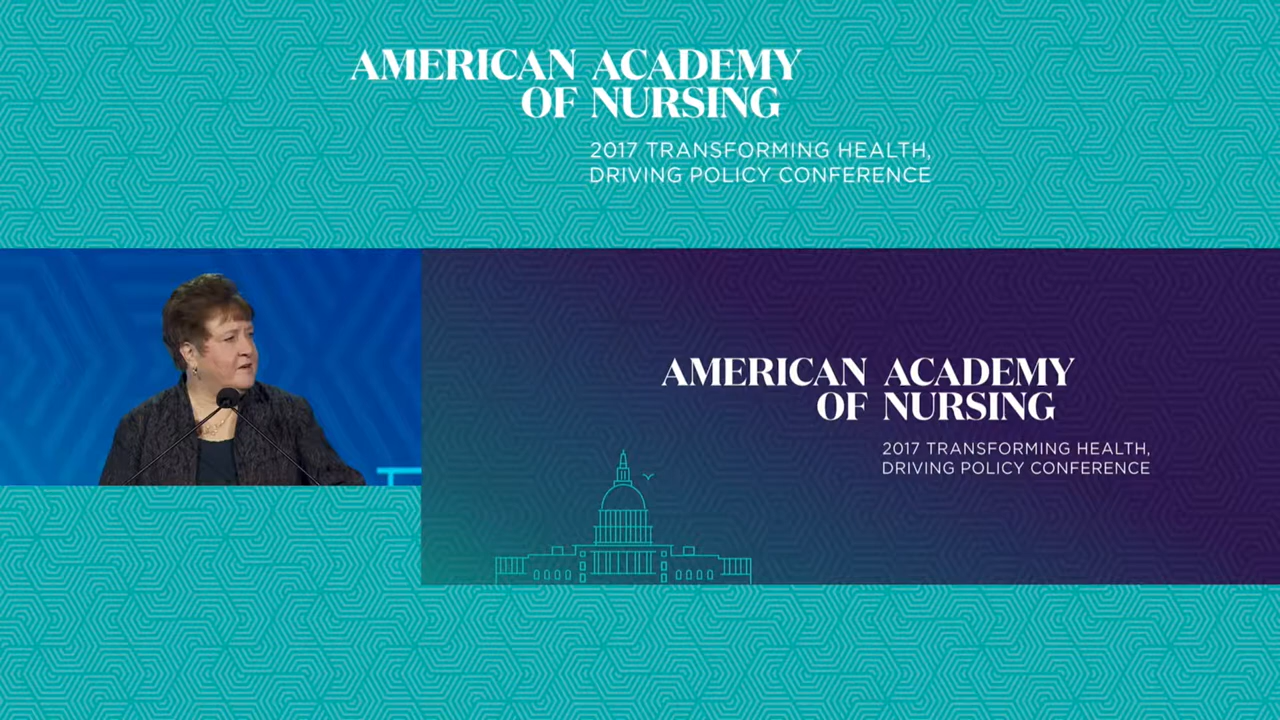 AMERICAN ACADEMY
OF NURSING
2017 TRANSFORMING HEALTH,
DRIVING POLICY CONFERENCE
AMERICAN ACADEMY
OF NURSING
2017 TRANSFORMING HEALTH,
DRIVING POLICY CONFERENCE